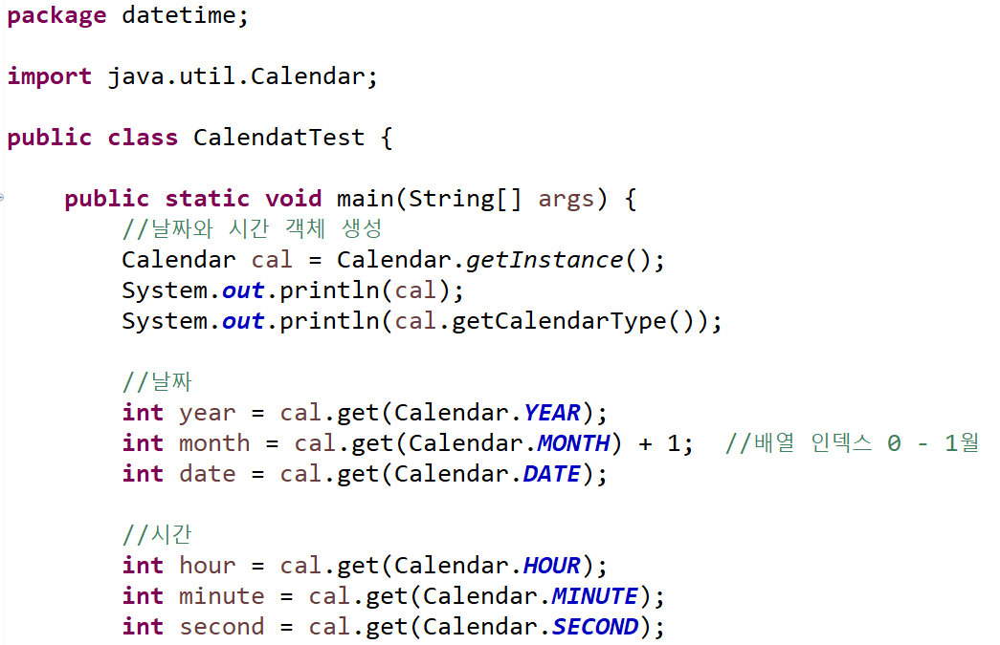 package datetime;
import java.util.Calendar;
public class CalendatTest {
public static void main(String[] args) {
//날짜와 시간 객체 생성
Calendar cal = Calendar.getInstance();
System.out.println(cal);
System.out.println(cal.getCalendarType());
//날짜
int year = cal.get(Calendar.YEAR);
int month = cal.get(Calendar.MONTH) + 1; //배열 인덱스 0 - 1월
int date = cal.get(Calendar.DATE);
//시간
int hour = cal.get(Calendar.HOUR);
int minute = cal.get(Calendar.MINUTE);
int second = cal.get(Calendar.SECOND);